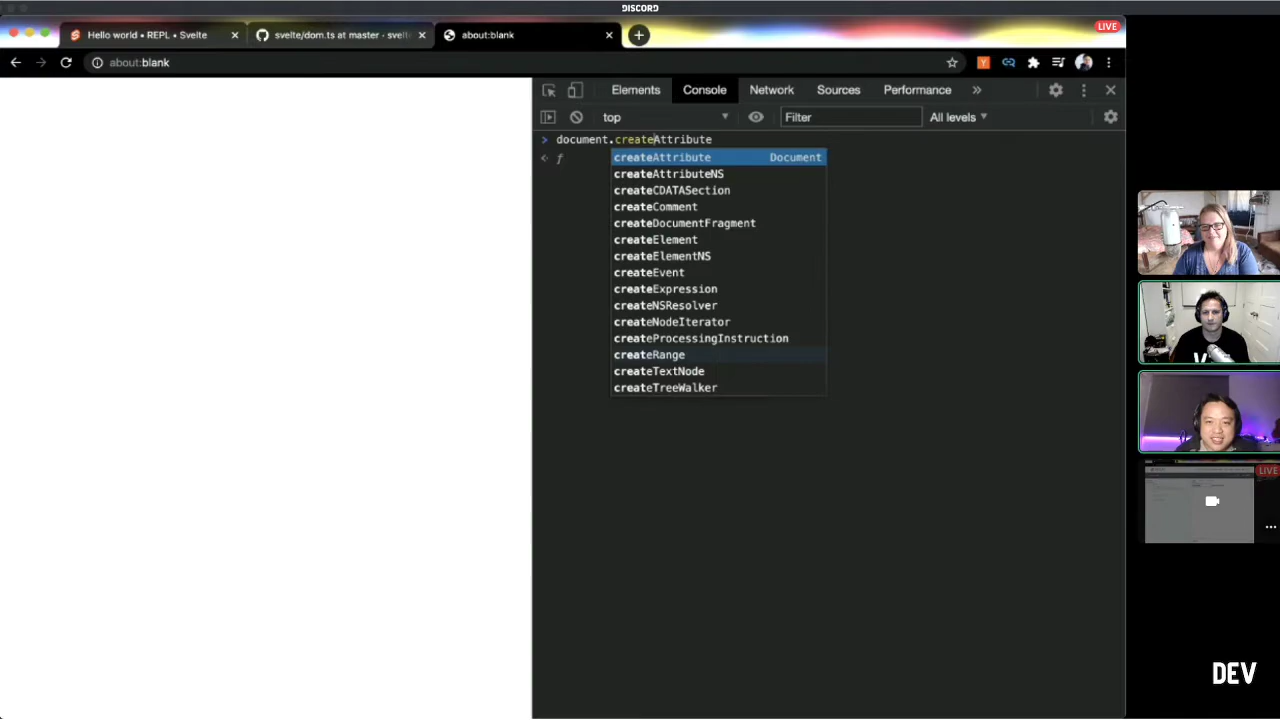 DISCORD
Hello world • REPL • Svelte
svelte/dom.ts at master · svelte
about:blank
LIVE
about:blank
Y
Elements
Console
Network
Sources
Performance
»
top
Filter
All levels
> document.createAttribute
f
createAttribute Document
createAttributeNS
createCDATASection
createComment
createDocumentFragment
createElement
createElementNS
createEvent
createExpression
createNSResolver
createNodeIterator
createProcessingInstruction
createRange
createTextNode
createTreeWalker
LIVE
DEV